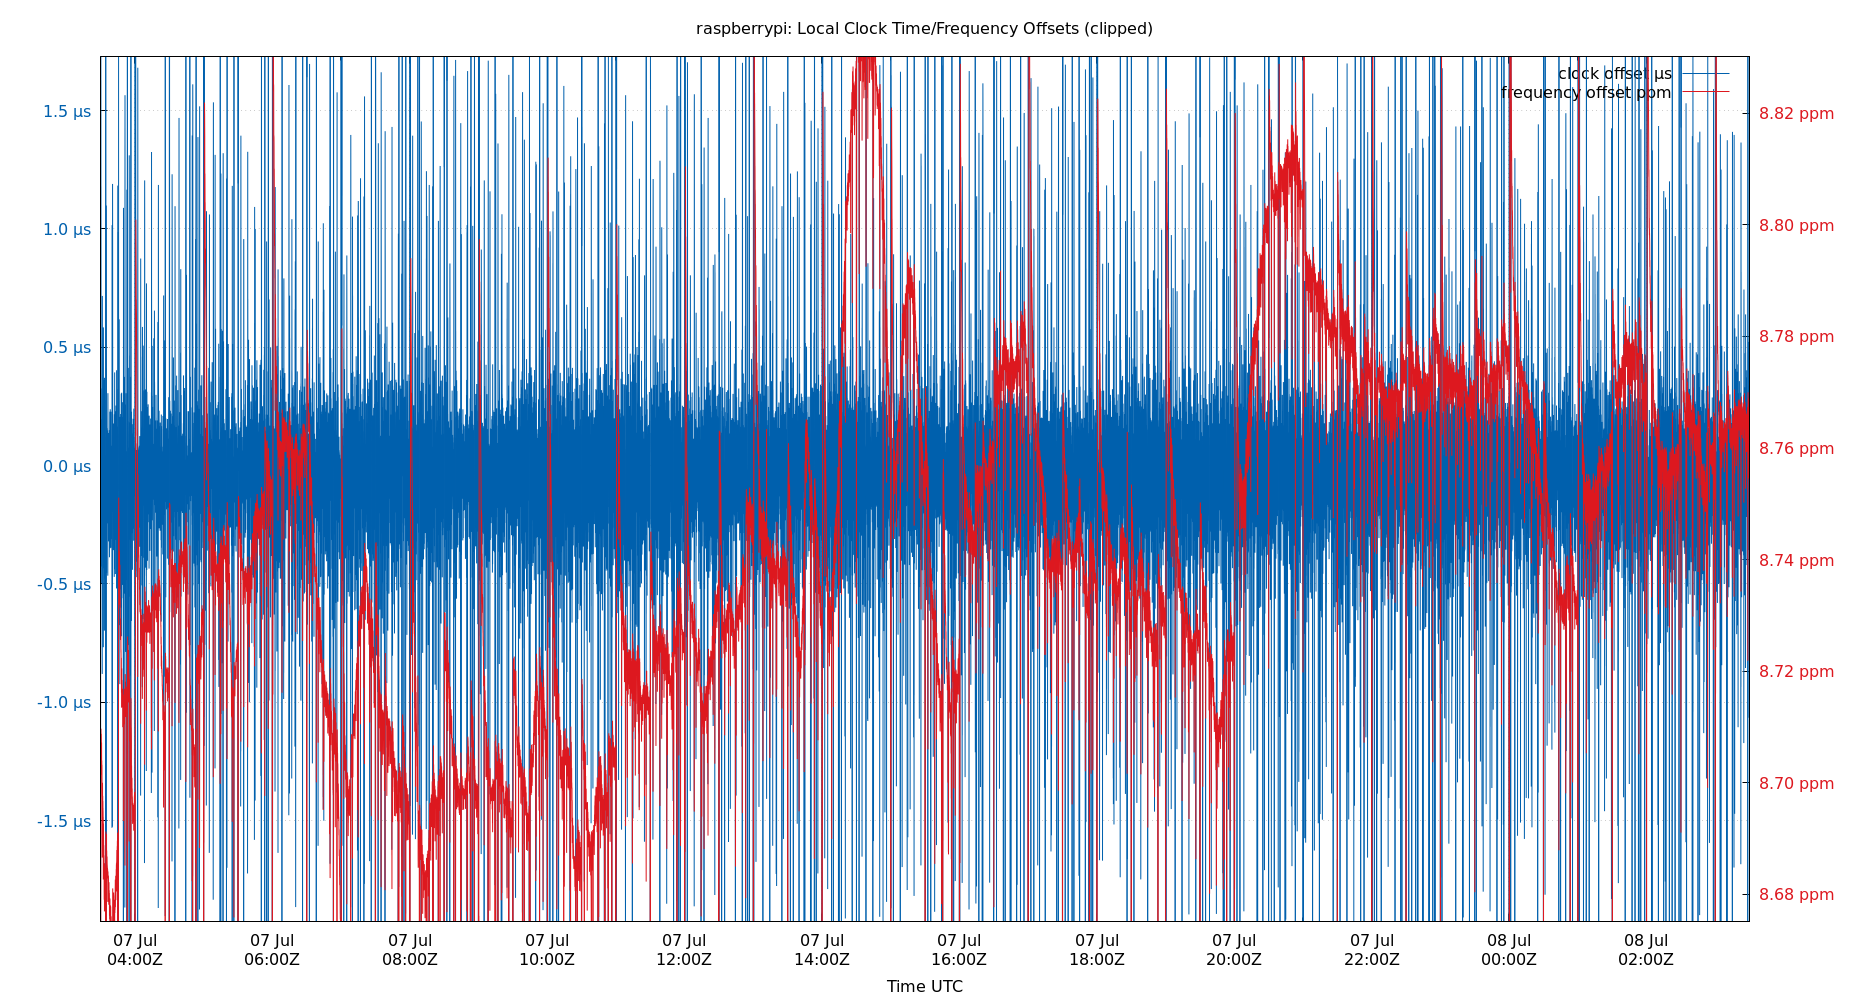 raspberrypi: Local Clock Time/Frequency Offsets (clipped)
clock offset µs
frequency offset ppm
1.5 µs
1.0 µs
0.5 µs
0.0 µs
-0.5 µs
-1.0 µs
-1.5 µs
8.82 ppm
8.80 ppm
8.78 ppm
8.76 ppm
8.74 ppm
8.72 ppm
8.70 ppm
8.68 ppm
07 Jul 07 Jul 07 Jul 07 Jul 07 Jul 07 Jul 07 Jul 07 Jul 07 Jul 07 Jul 08 Jul 08 Jul
04:00Z 06:00Z 08:00Z 10:00Z 12:00Z 14:00Z 16:00Z 18:00Z 20:00Z 22:00Z 00:00Z 02:00Z
Time UTC